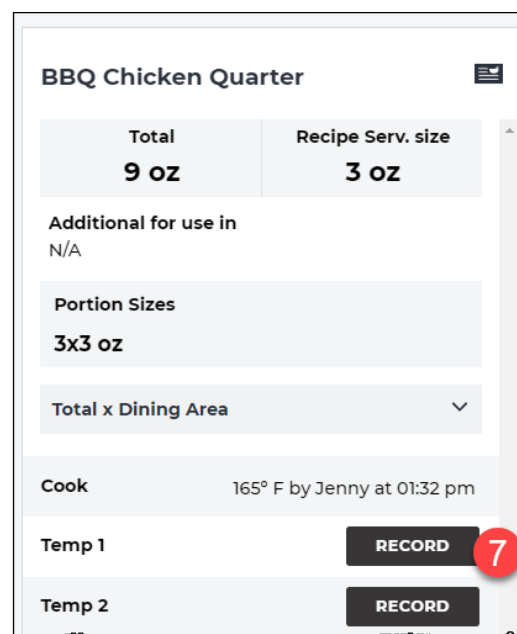 BBQ Chicken Quarter
Total
9 oz
Recipe Serv. size
3 oz
Additional for use in
N/A
Portion Sizes
3x3 oz
Total x Dining Area
Cook 165° F by Jenny at 01:32 pm
Temp 1 RECORD 7
Temp 2 RECORD